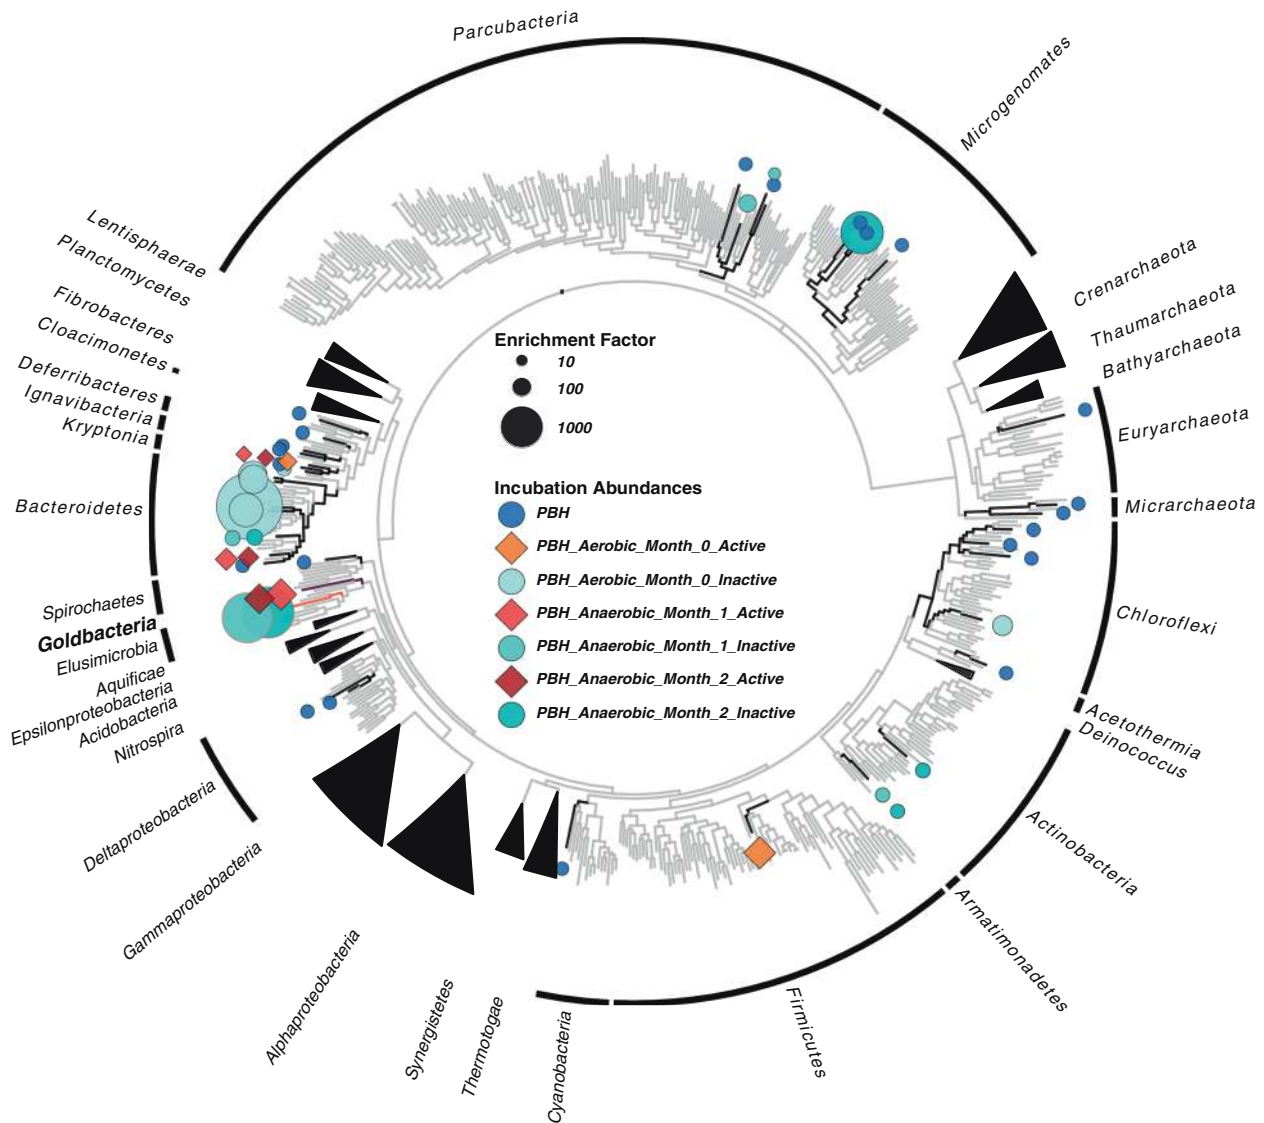 Parcubacteria
Microgenomates
Lentisphaerae
Planctomycetes
Fibrobacteres
Cloacimonetes
Deferribacteres
Ignavibacteria
Kryptonia
Bacteroidetes
Spirochaetes
Goldbacteria
Elusimicrobia
Aquificae
Epsilonproteobacteria
Acidobacteria
Nitrospira
Deltaproteobacteria
Gammaproteobacteria
Alphaproteobacteria
Synergistetes
Thermotogae
Cyanobacteria
Firmicutes
Armatimonadetes
Actinobacteria
Deinococcus
Acetothermia
Chloroflexi
Micrarchaeota
Euryarchaeota
Bathyarchaeota
Thaumarchaeota
Crenarchaeota
Enrichment Factor
10
100
1000
Incubation Abundances
PBH
PBH_Aerobic_Month_0_Active
PBH_Aerobic_Month_0_Inactive
PBH_Anaerobic_Month_1_Active
PBH_Anaerobic_Month_1_Inactive
PBH_Anaerobic_Month_2_Active
PBH_Anaerobic_Month_2_Inactive